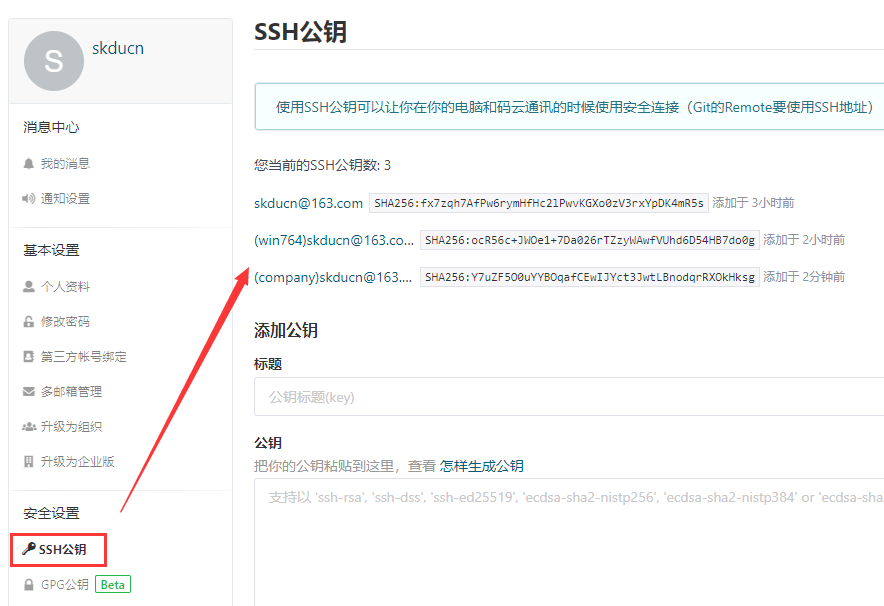 S
skducn
消息中心
我的消息
通知设置
基本设置
个人资料
修改密码
第三方帐号绑定
多邮箱管理
升级为组织
升级为企业版
安全设置
SSH公钥
GPG公钥 Beta
SSH公钥
使用SSH公钥可以让你在你的电脑和码云通讯的时候使用安全连接（Git的Remote要使用SSH地址）
您当前的SSH公钥数: 3
skducn@163.com SHA256:fx7zqh7AfPw6rymHfHc2lPwvKGXo0zV3rxYpDK4mR5s 添加于 3小时前
(win764)skducn@163.co... SHA256:ocR56c+JWOe1+7Da026rTZzyWAwfVUhd6D54HB7do0g 添加于 2小时前
(company)skducn@163.... SHA256:Y7uZF5O0uYYBOqafCEwIJYct3JwtLBnodqrRXOkHksg 添加于 2分钟前
添加公钥
标题
公钥标题(key)
公钥
把你的公钥粘贴到这里，查看 怎样生成公钥
支持以 'ssh-rsa', 'ssh-dss', 'ssh-ed25519', 'ecdsa-sha2-nistp256', 'ecdsa-sha2-nistp384' or 'ecdsa-sha